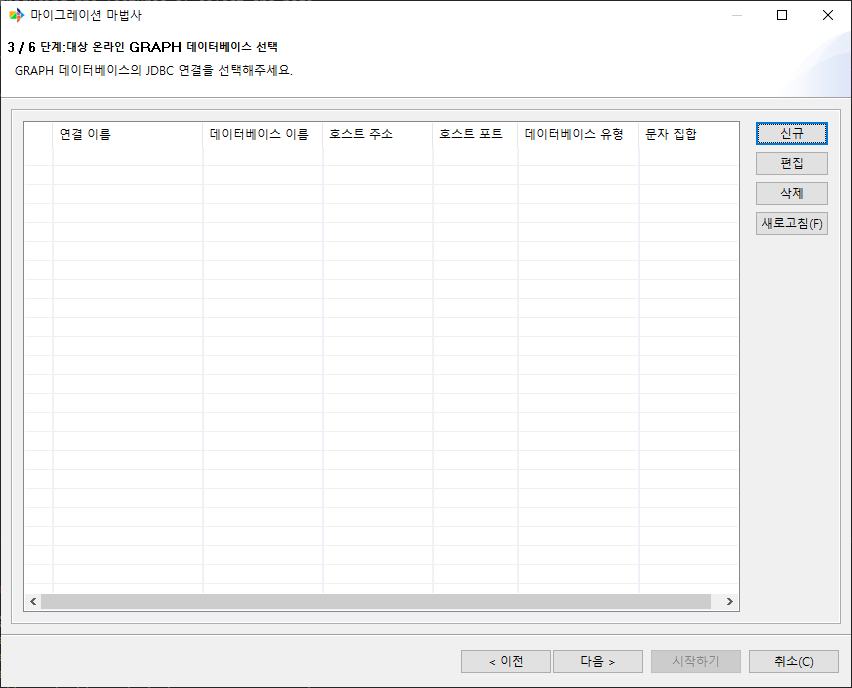 마이그레이션 마법사
3 / 6 단계:대상 온라인 GRAPH 데이터베이스 선택
GRAPH 데이터베이스의 JDBC 연결을 선택해주세요.
연결 이름 데이터베이스 이름 호스트 주소 호스트 포트 데이터베이스 유형 문자 집합
신규
편집
삭제
새로고침(F)
< 이전 다음 > 시작하기 취소(C)